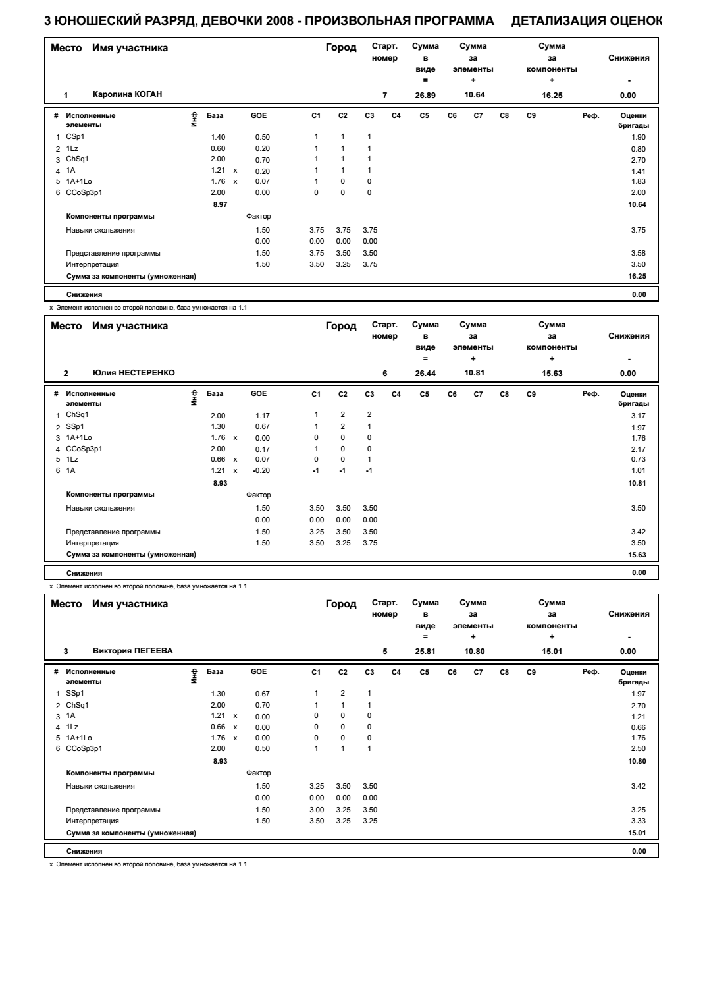 3 ЮНОШЕСКИЙ РАЗРЯД, ДЕВОЧКИ 2008 - ПРОИЗВОЛЬНАЯ ПРОГРАММА ДЕТАЛИЗАЦИЯ ОЦЕНОК
Место Имя участника Город Старт. Сумма Сумма Сумма
номер в за за Снижения
виде элементы компоненты
= + + -
1 Каролина КОГАН 7 26.89 10.64 16.25 0.00
# Исполненные Инф База GOE C1 C2 C3 C4 C5 C6 C7 C8 C9 Реф. Оценки
элементы бригады
1 CSp1 1.40 0.50 1 1 1 1.90
2 1Lz 0.60 0.20 1 1 1 0.80
3 ChSq1 2.00 0.70 1 1 1 2.70
4 1A 1.21 x 0.20 1 1 1 1.41
5 1A+1Lo 1.76 x 0.07 1 0 0 1.83
6 CCoSp3p1 2.00 0.00 0 0 0 2.00
8.97 10.64
Компоненты программы Фактор
Навыки скольжения 1.50 3.75 3.75 3.75 3.75
0.00 0.00 0.00 0.00
Представление программы 1.50 3.75 3.50 3.50 3.58
Интерпретация 1.50 3.50 3.25 3.75 3.50
Сумма за компоненты (умноженная) 16.25
Снижения 0.00
x Элемент исполнен во второй половине, база умножается на 1.1
Место Имя участника Город Старт. Сумма Сумма Сумма
номер в за за Снижения
виде элементы компоненты
= + + -
2 Юлия НЕСТЕРЕНКО 6 26.44 10.81 15.63 0.00
# Исполненные Инф База GOE C1 C2 C3 C4 C5 C6 C7 C8 C9 Реф. Оценки
элементы бригады
1 ChSq1 2.00 1.17 1 2 2 3.17
2 SSp1 1.30 0.67 1 2 1 1.97
3 1A+1Lo 1.76 x 0.00 0 0 0 1.76
4 CCoSp3p1 2.00 0.17 1 0 0 2.17
5 1Lz 0.66 x 0.07 0 0 1 0.73
6 1A 1.21 x -0.20 -1 -1 -1 1.01
8.93 10.81
Компоненты программы Фактор
Навыки скольжения 1.50 3.50 3.50 3.50 3.50
0.00 0.00 0.00 0.00
Представление программы 1.50 3.25 3.50 3.50 3.42
Интерпретация 1.50 3.50 3.25 3.75 3.50
Сумма за компоненты (умноженная) 15.63
Снижения 0.00
x Элемент исполнен во второй половине, база умножается на 1.1
Место Имя участника Город Старт. Сумма Сумма Сумма
номер в за за Снижения
виде элементы компоненты
= + + -
3 Виктория ПЕГЕЕВА 5 25.81 10.80 15.01 0.00
# Исполненные Инф База GOE C1 C2 C3 C4 C5 C6 C7 C8 C9 Реф. Оценки
элементы бригады
1 SSp1 1.30 0.67 1 2 1 1.97
2 ChSq1 2.00 0.70 1 1 1 2.70
3 1A 1.21 x 0.00 0 0 0 1.21
4 1Lz 0.66 x 0.00 0 0 0 0.66
5 1A+1Lo 1.76 x 0.00 0 0 0 1.76
6 CCoSp3p1 2.00 0.50 1 1 1 2.50
8.93 10.80
Компоненты программы Фактор
Навыки скольжения 1.50 3.25 3.50 3.50 3.42
0.00 0.00 0.00 0.00
Представление программы 1.50 3.00 3.25 3.50 3.25
Интерпретация 1.50 3.50 3.25 3.25 3.33
Сумма за компоненты (умноженная) 15.01
Снижения 0.00
x Элемент исполнен во второй половине, база умножается на 1.1